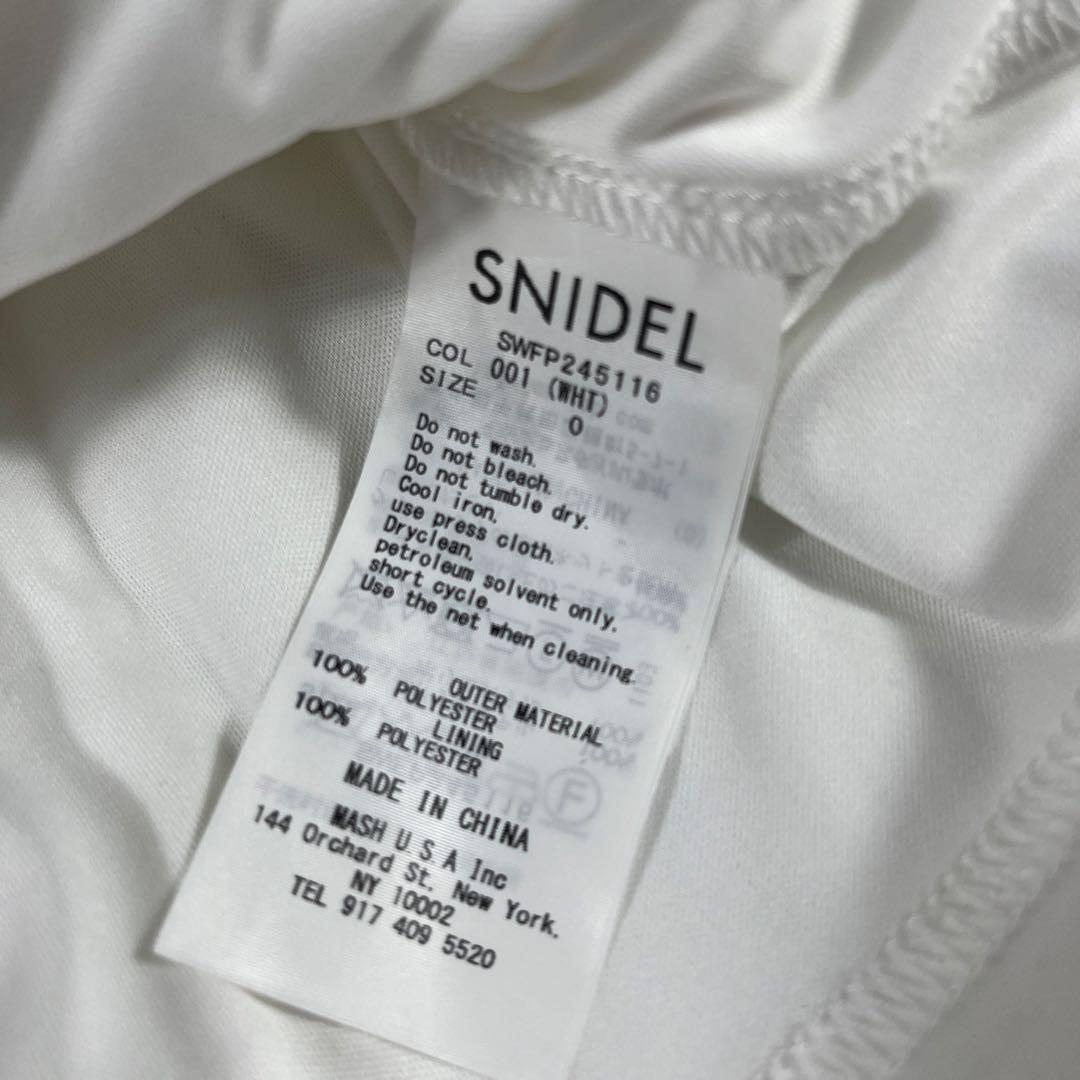 SNIDEL
SWFP245116
COL 001 (WHT)
SIZE 0
Do not wash.
Do not bleach.
Do not tumble dry.
Cool iron.
use press cloth.
Dryclean.
petroleum solvent only.
short cycle.
Use the net when cleaning.
OUTER MATERIAL
100% POLYESTER
LINING
100% POLYESTER
MADE IN CHINA
MASH U S A Inc
144 Orchard St. New York.
NY 10002
TEL 917 409 5520